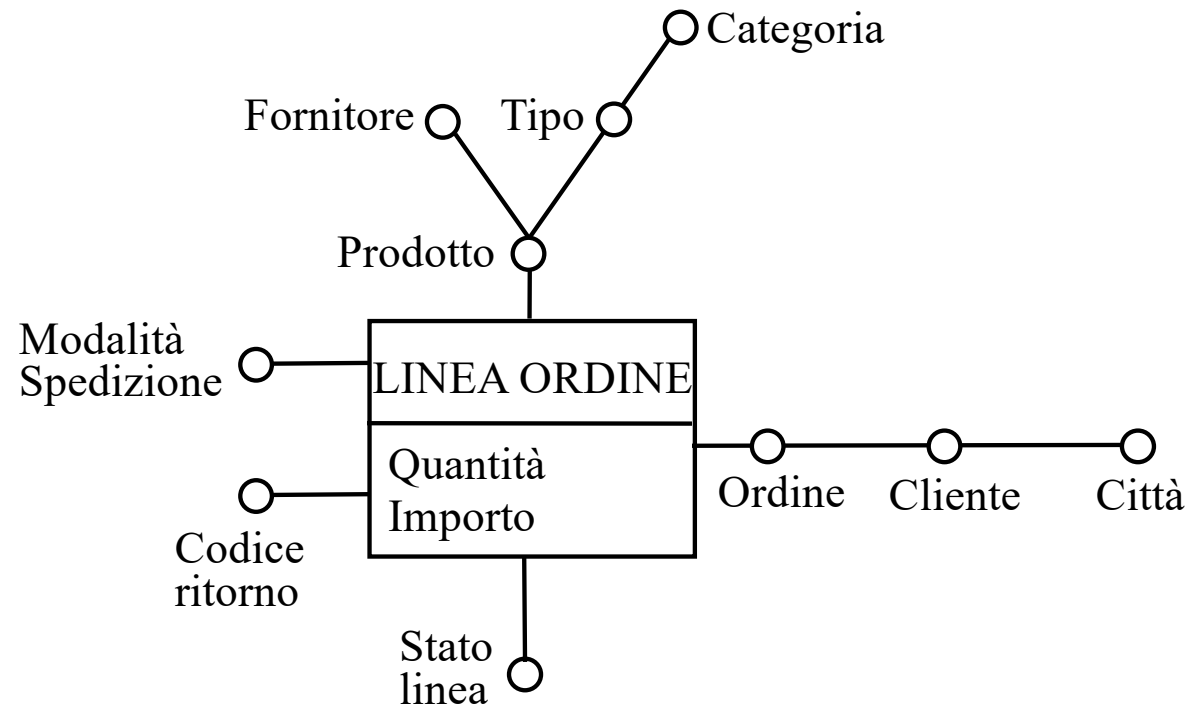 Categoria
Fornitore
Tipo
Prodotto
Modalità
Spedizione
LINEA ORDINE
Quantità
Importo
Ordine
Cliente
Città
Codice
ritorno
Stato
linea